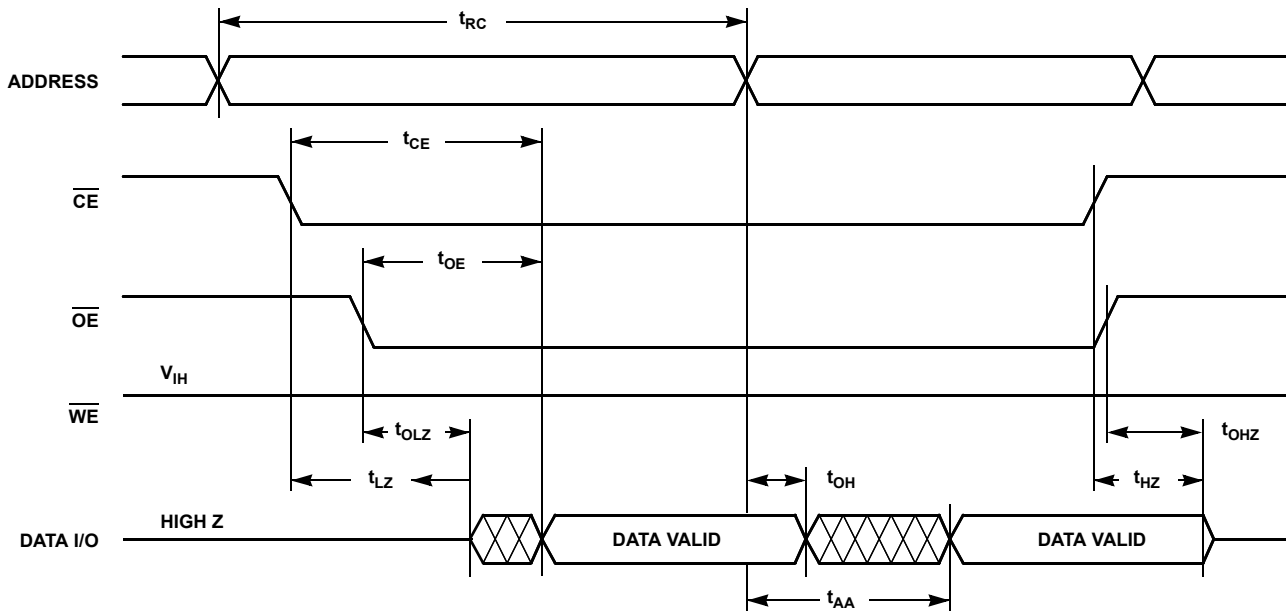 tRC
ADDRESS
tCE
CE
tOE
OE
VIH
WE
tOLZ
tOHZ
tLZ
tOH
tHZ
HIGH Z
DATA I/O
DATA VALID
DATA VALID
tAA